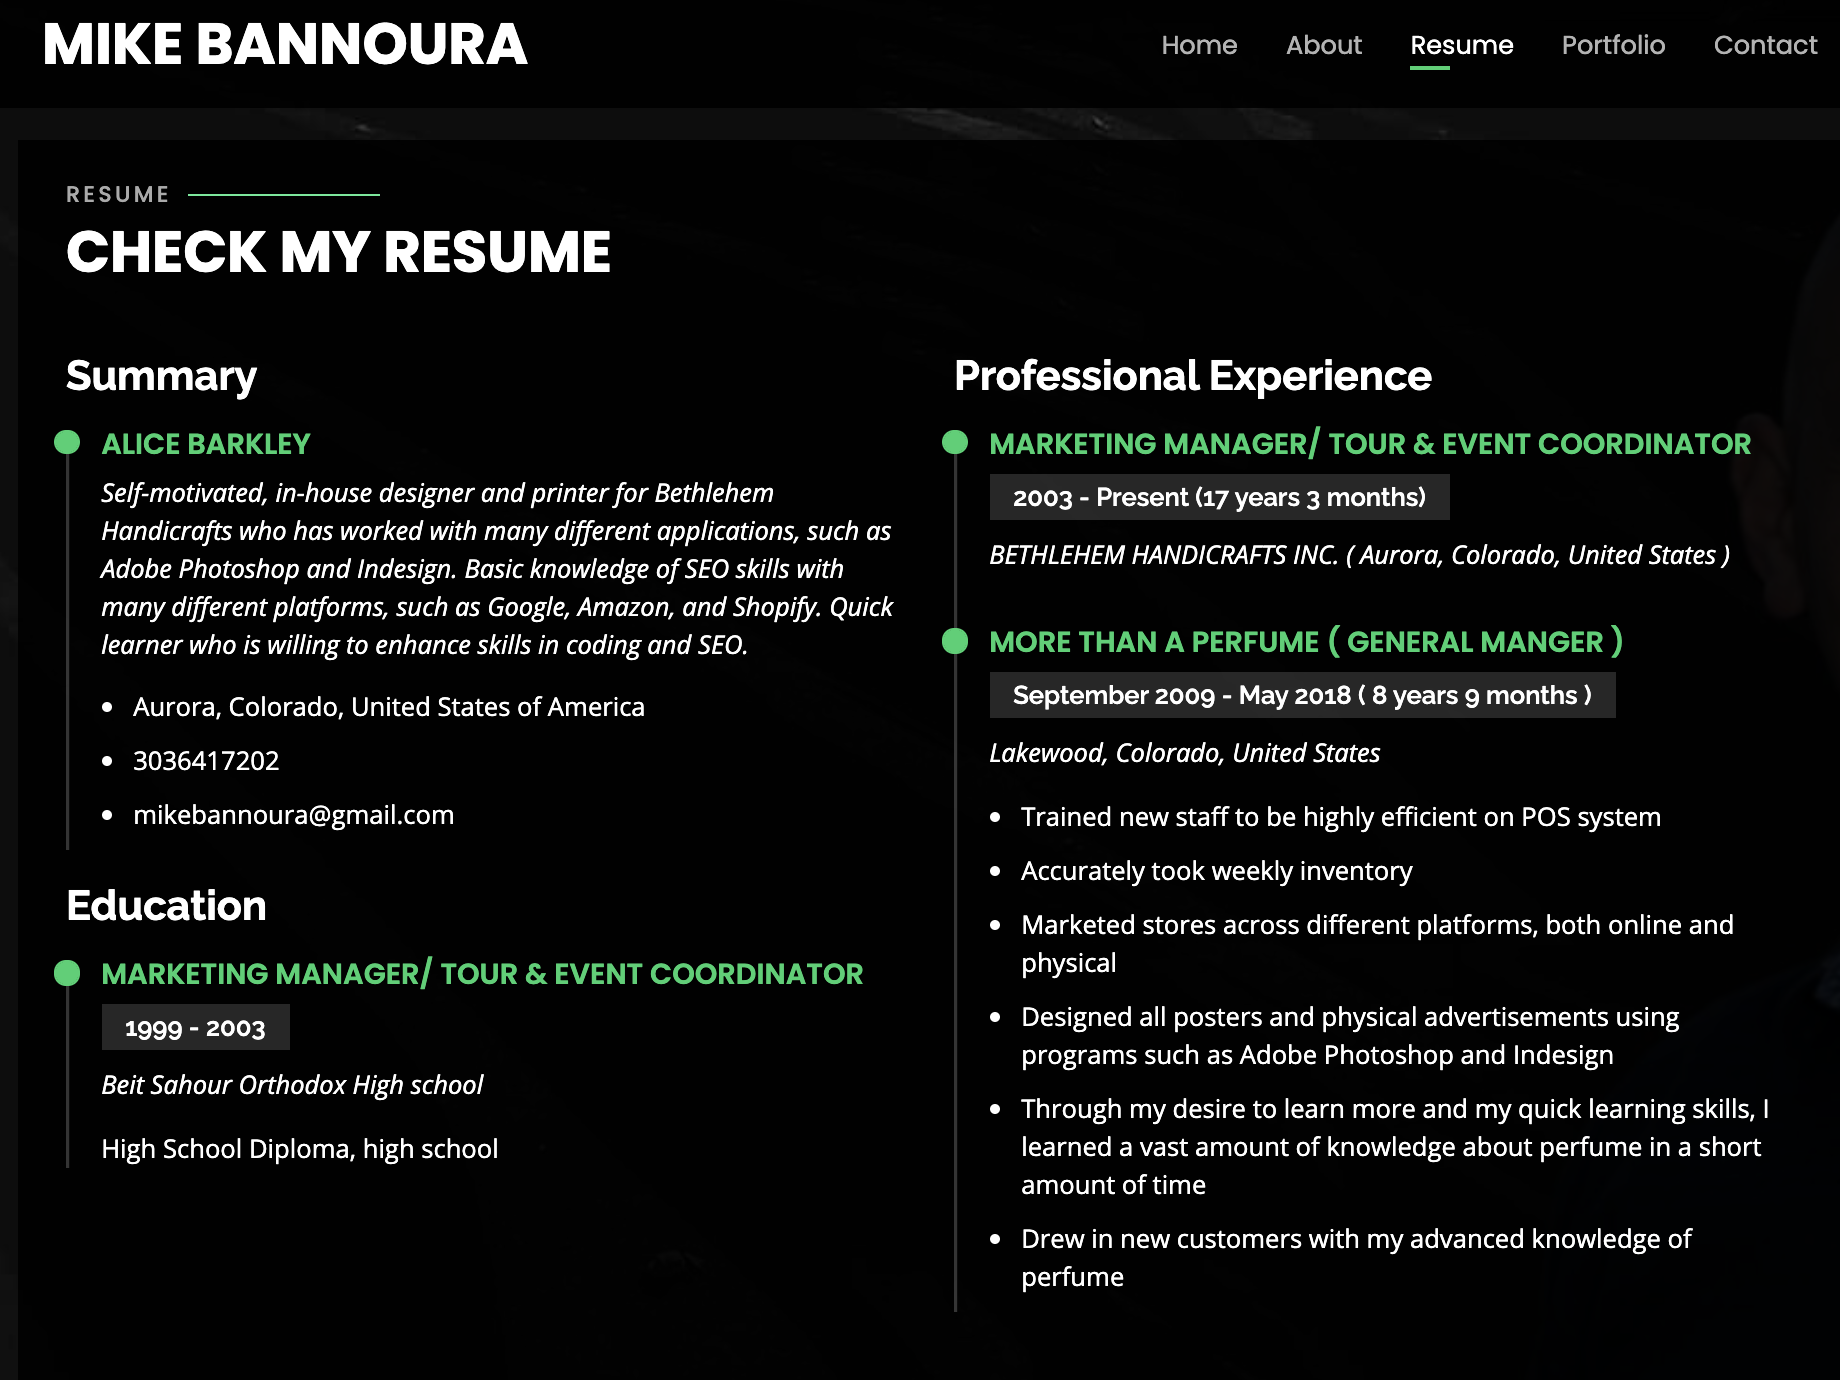 MIKE BANNOURA
Home About Resume Portfolio Contact
RESUME
CHECK MY RESUME
Summary
ALICE BARKLEY
Self-motivated, in-house designer and printer for Bethlehem
Handicrafts who has worked with many different applications, such as
Adobe Photoshop and Indesign. Basic knowledge of SEO skills with
many different platforms, such as Google, Amazon, and Shopify. Quick
learner who is willing to enhance skills in coding and SEO.
• Aurora, Colorado, United States of America
• 3036417202
• mikebannoura@gmail.com
Education
MARKETING MANAGER/ TOUR & EVENT COORDINATOR
1999 - 2003
Beit Sahour Orthodox High school
High School Diploma, high school
Professional Experience
MARKETING MANAGER/ TOUR & EVENT COORDINATOR
2003 - Present (17 years 3 months)
BETHLEHEM HANDICRAFTS INC. ( Aurora, Colorado, United States )
MORE THAN A PERFUME ( GENERAL MANGER )
September 2009 - May 2018 ( 8 years 9 months )
Lakewood, Colorado, United States
• Trained new staff to be highly efficient on POS system
• Accurately took weekly inventory
• Marketed stores across different platforms, both online and
physical
• Designed all posters and physical advertisements using
programs such as Adobe Photoshop and Indesign
• Through my desire to learn more and my quick learning skills, I
learned a vast amount of knowledge about perfume in a short
amount of time
• Drew in new customers with my advanced knowledge of
perfume